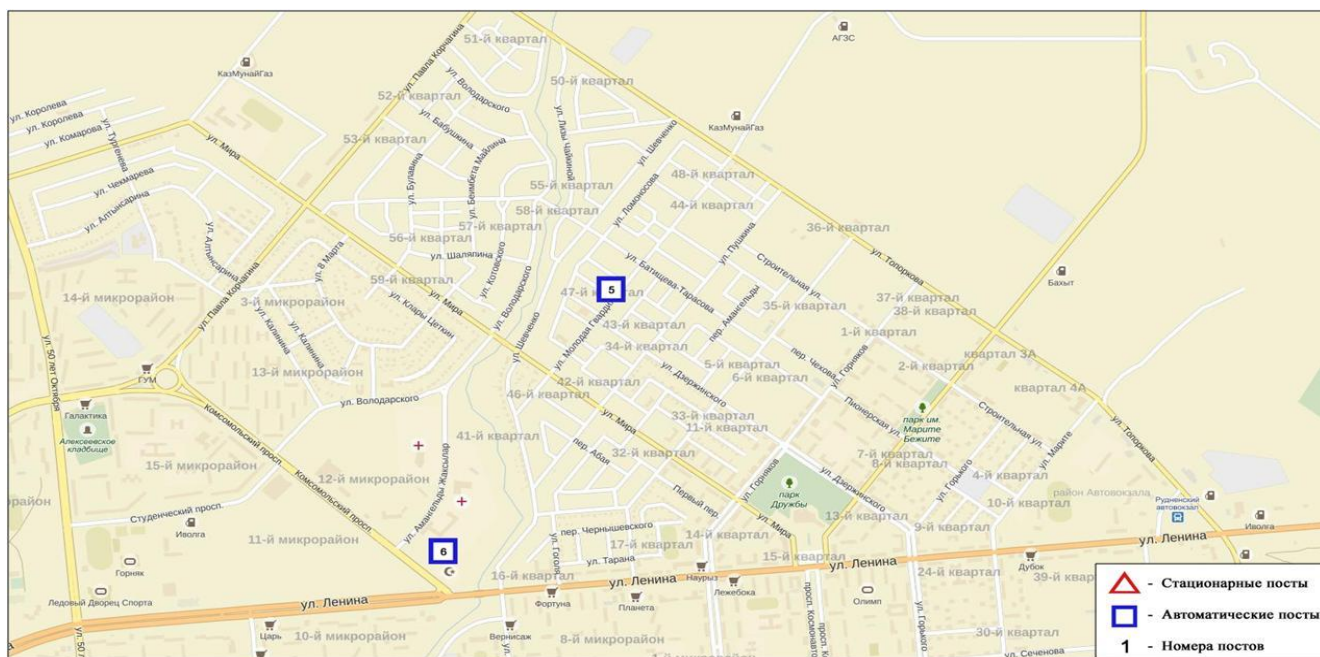 51-й квартал
ул. Павла Корчагина
АГЗС
КазМунайГаз
ул. Володарского
50-й квартал
52-й квартал
ул. Королева
ул. Королева
ул. Комарова
ул. Тургенева
ул. Бабушкина
ул. Лизы Чайкиной
КазМунайГаз
ул. Шевченко
ул. Мира
53-й квартал
ул. Булавина
ул. Беимбета Майлина
ул. Чекмарева
ул. Алтынсарина
55-й квартал
48-й квартал
ул. Ломоносова
44-й квартал
58-й квартал
57-й квартал
36-й квартал
ул. Топоркова
ул. Пушкина
56-й квартал
ул. Шаляпина
ул. 8 Марта
ул. Алтынсарина
ул. Котовского
ул. Батищева-Тарасова
Строительная ул.
Бахыт
59-й квартал
14-й микрорайон
3-й микрорайон
ул. Павла Корчагина
5
47-й квартал
37-й квартал
38-й квартал
35-й квартал
пер. Амангельды
ул. Мира
ул. Клары Цеткин
ул. Володарского
ул. Шевченко
43-й квартал
1-й квартал
34-й квартал
ул. Калинина
ул. Калинина
ул. 50 лет Октября
квартал 3А
5-й квартал
6-й квартал
пер. Чехова
ул. Горняков
2-й квартал
ул. Дзержинского
ГУМ
13-й микрорайон
42-й квартал
46-й квартал
квартал 4А
ул. Володарского
Галактика
Комсомольский просп.
Алексеевское
кладбище
парк им.
Марите
Бежите
Пионерская ул.
Строительная ул.
ул. Топоркова
33-й квартал
11-й квартал
ул. Мира
41-й квартал
пер. Абая
32-й квартал
7-й квартал
8-й квартал
ул. Марите
4-й квартал
ул. Горького
15-й микрорайон
12-й микрорайон
Комсомольский просп.
ул. Амангельды Жаксылар
ул. Горняков
парк
Дружбы
ул. Дзержинского
10-й квартал
район Автовокзала
Рудненский
автовокзал
Иволга
Студенческий просп.
Иволга
Первый пер.
ул. Мира
13-й квартал
9-й квартал
пер. Чернышевского
14-й квартал
11-й микрорайон
6
17-й квартал
ул. Гоголя
ул. Тарана
15-й квартал
ул. Ленина
Горняк
16-й квартал
ул. Ленина
Наурыз
Лежебока
24-й квартал
Дубок
Ледовый Дворец Спорта
ул. Ленина
Фортуна
Планета
Олимп
Царь
10-й микрорайон
Вернисаж
8-й микрорайон
ул. Горького
30-й квартал
ул. Сеченова
- Стационарные посты
- Автоматические посты
1 - Номера постов